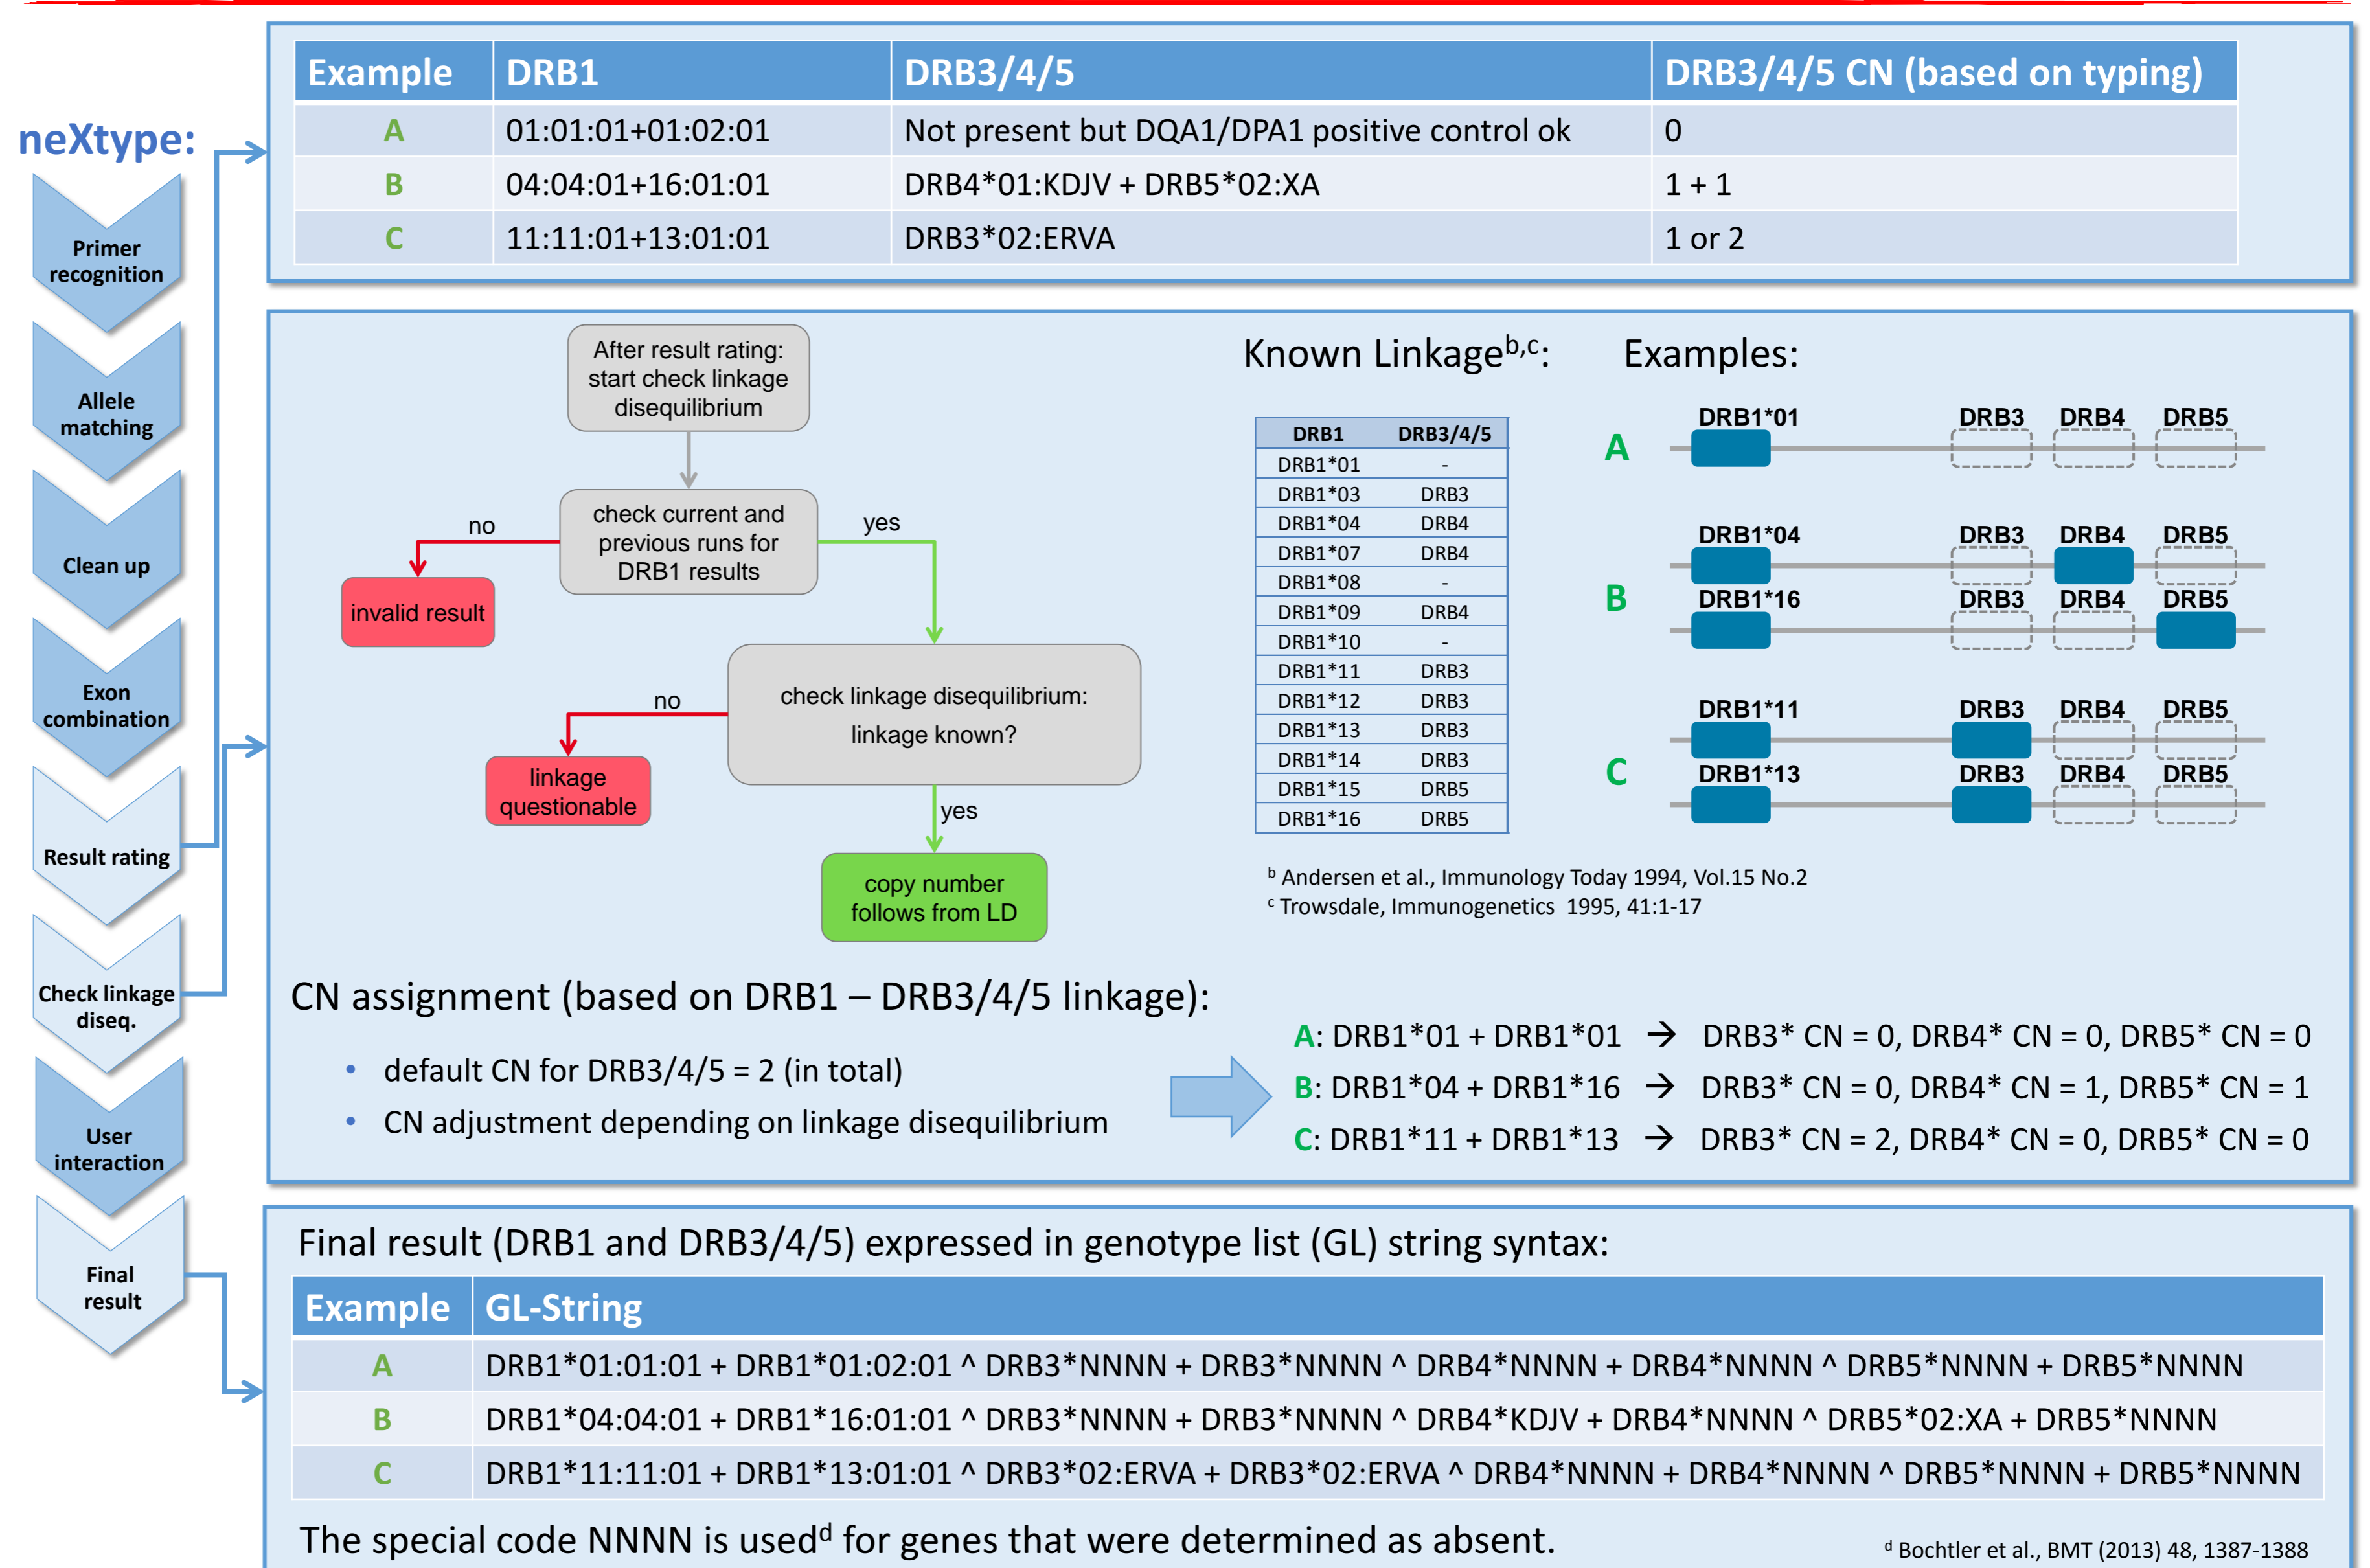 neXtype:
Primer
recognition
Allele
matching
Clean up
Exon
combination
Result rating
Check linkage
diseq.
User
interaction
Final
result
Example DRB1 DRB3/4/5 DRB3/4/5 CN (based on typing)
A 01:01:01+01:02:01 Not present but DQA1/DPA1 positive control ok 0
B 04:04:01+16:01:01 DRB4*01:KDJV + DRB5*02:XA 1 + 1
C 11:11:01+13:01:01 DRB3*02:ERVA 1 or 2
After result rating:
start check linkage
disequilibrium
check current and
previous runs for
DRB1 results
no
yes
invalid result
check linkage disequilibrium:
linkage known?
no
linkage
questionable
yes
copy number
follows from LD
Known Linkage b,c:
DRB1 DRB3/4/5
DRB1*01 -
DRB1*03 DRB3
DRB1*04 DRB4
DRB1*07 DRB4
DRB1*08 -
DRB1*09 DRB4
DRB1*10 -
DRB1*11 DRB3
DRB1*12 DRB3
DRB1*13 DRB3
DRB1*14 DRB3
DRB1*15 DRB5
DRB1*16 DRB5
Examples:
A
DRB1*01 DRB3 DRB4 DRB5
B
DRB1*04 DRB3 DRB4 DRB5
DRB1*16 DRB3 DRB4 DRB5
C
DRB1*11 DRB3 DRB4 DRB5
DRB1*13 DRB3 DRB4 DRB5
b Andersen et al., Immunology Today 1994, Vol.15 No.2
c Trowsdale, Immunogenetics 1995, 41:1-17
CN assignment (based on DRB1 – DRB3/4/5 linkage):
• default CN for DRB3/4/5 = 2 (in total)
• CN adjustment depending on linkage disequilibrium
A: DRB1*01 + DRB1*01 → DRB3* CN = 0, DRB4* CN = 0, DRB5* CN = 0
B: DRB1*04 + DRB1*16 → DRB3* CN = 0, DRB4* CN = 1, DRB5* CN = 1
C: DRB1*11 + DRB1*13 → DRB3* CN = 2, DRB4* CN = 0, DRB5* CN = 0
Final result (DRB1 and DRB3/4/5) expressed in genotype list (GL) string syntax:
Example GL-String
A DRB1*01:01:01 + DRB1*01:02:01 ^ DRB3*NNNN + DRB3*NNNN ^ DRB4*NNNN + DRB4*NNNN ^ DRB5*NNNN + DRB5*NNNN
B DRB1*04:04:01 + DRB1*16:01:01 ^ DRB3*NNNN + DRB3*NNNN ^ DRB4*KDJV + DRB4*NNNN ^ DRB5*02:XA + DRB5*NNNN
C DRB1*11:11:01 + DRB1*13:01:01 ^ DRB3*02:ERVA + DRB3*02:ERVA ^ DRB4*NNNN + DRB4*NNNN ^ DRB5*NNNN + DRB5*NNNN
The special code NNNN is used d for genes that were determined as absent.
d Bochtler et al., BMT (2013) 48, 1387-1388